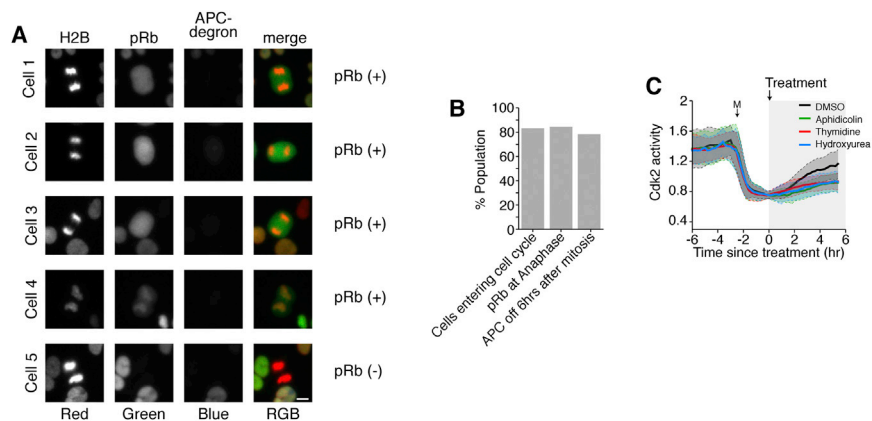 A
H2B
pRb
APC-
degron
merge
Cell 1
pRb (+)
Cell 2
pRb (+)
Cell 3
pRb (+)
Cell 4
pRb (+)
Cell 5
pRb (-)
Red
Green
Blue
RGB
B
% Population
100
80
60
40
20
0
Cells entering cell cycle
pRb at Anaphase
APC off 6hrs after mitosis
C
Treatment
M
DMSO
Aphidicolin
Thymidine
Hydroxyurea
Cdk2 activity
2
1.6
1.2
0.8
0.4
-6
-4
-2
0
2
4
6
Time since treatment (hr)